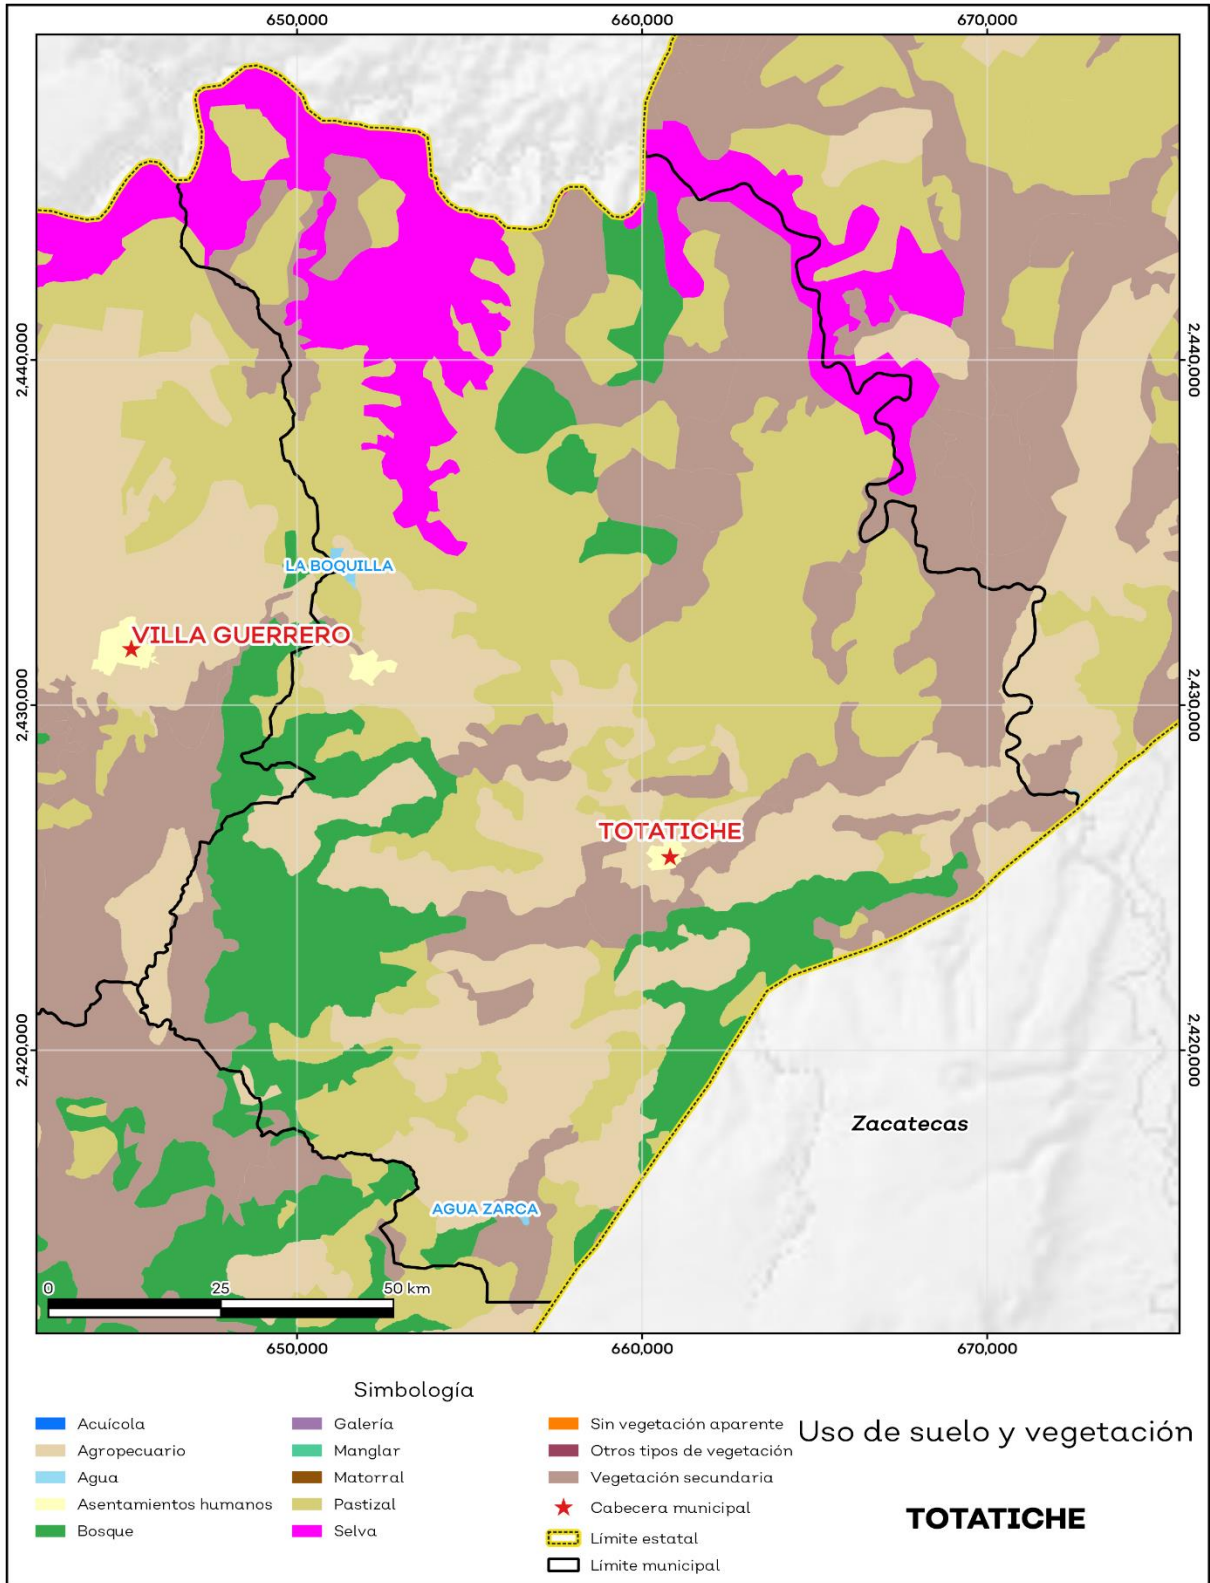 650,000
660,000
670,000
2,440,000
2,440,000
LA BOQUILLA
VILLA GUERRERO
2,430,000
2,430,000
TOTATICHE
2,420,000
2,420,000
Zacatecas
AGUA ZARCA
0 25 50 km
650,000
660,000
670,000
Simbología
Acuícola
Agropecuario
Agua
Asentamientos humanos
Bosque
Galería
Manglar
Matorral
Pastizal
Selva
Sin vegetación aparente
Otros tipos de vegetación
Vegetación secundaria
Cabecera municipal
Límite estatal
Límite municipal
Uso de suelo y vegetación
TOTATICHE